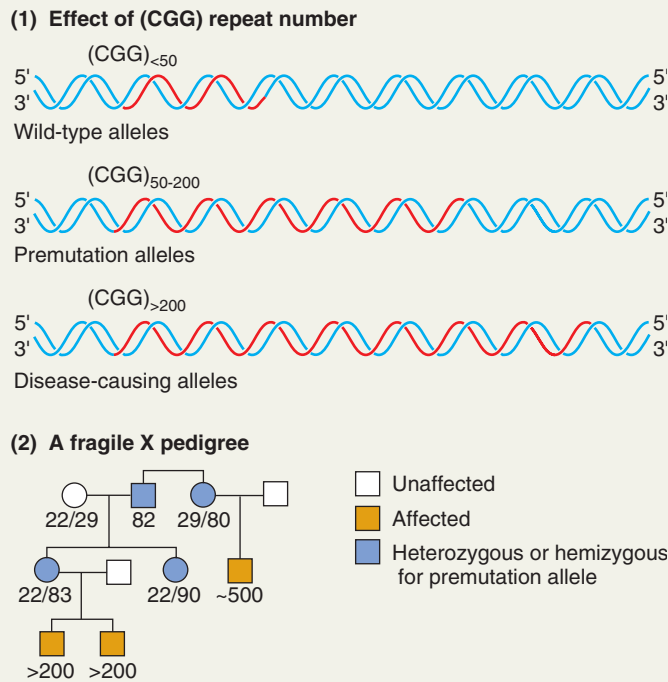 (1) Effect of (CGG) repeat number
(CGG)<50
5' 5'
3' 3'
Wild-type alleles
(CGG)50-200
5' 5'
3' 3'
Premutation alleles
(CGG)>200
5' 5'
3' 3'
Disease-causing alleles
(2) A fragile X pedigree
22/29 82 29/80
22/83 22/90 ~500
>200 >200
Unaffected
Affected
Heterozygous or hemizygous
for premutation allele